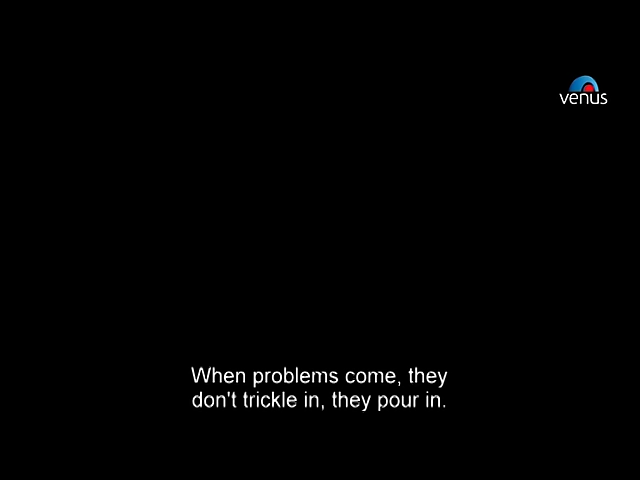 venus
When problems come, they
don't trickle in, they pour in.